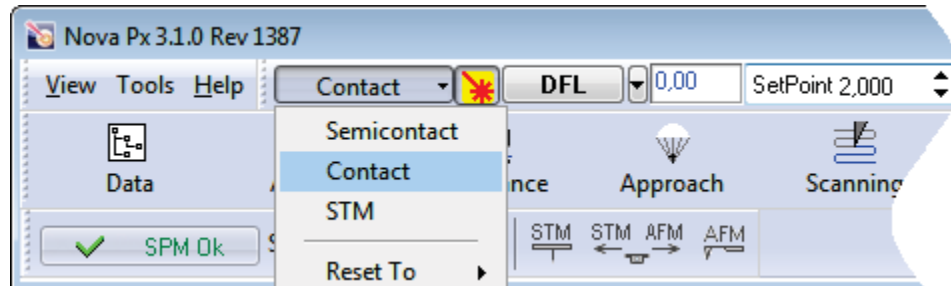 Nova Px 3.1.0 Rev 1387
View Tools Help Contact DFL 0,00 SetPoint 2,000
Semicontact
Contact
STM
Reset To
Data Approach Scanning
SPM Ok STM STM AFM AFM